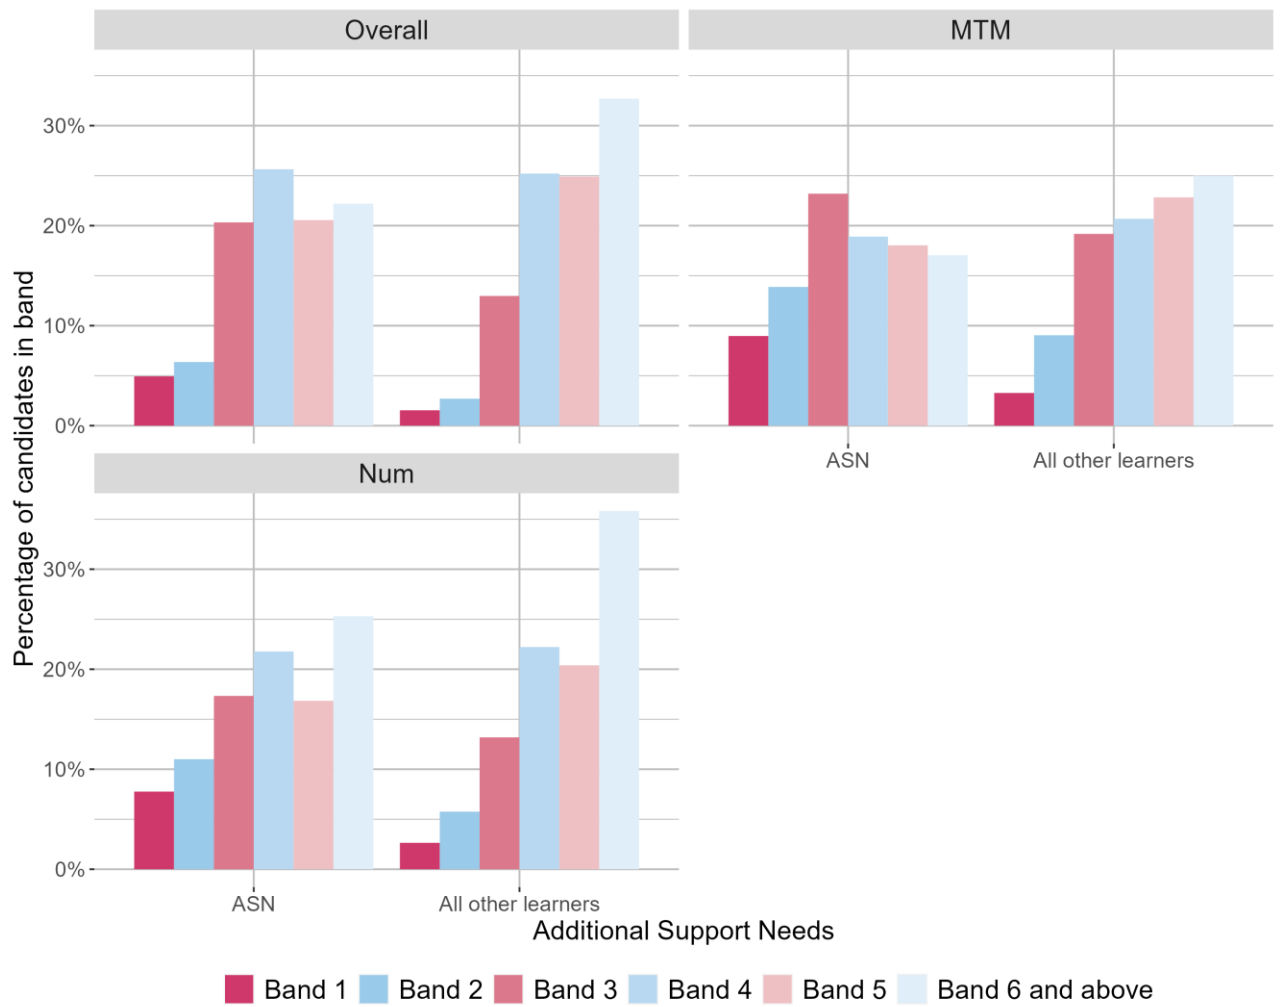 Overall
MTM
Percentage of candidates in band
30%
20%
10%
0%
ASN
All other learners
Num
30%
20%
10%
0%
ASN
All other learners
Additional Support Needs
Band 1 Band 2 Band 3 Band 4 Band 5 Band 6 and above